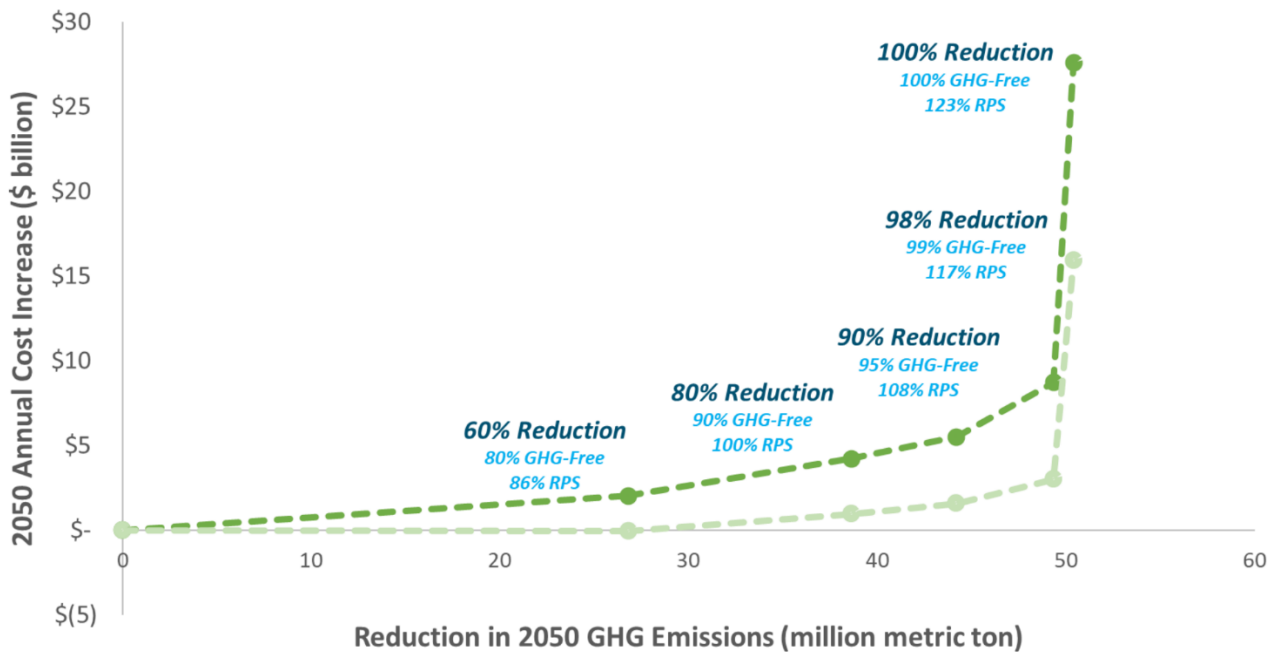 $30
$25
$20
$15
$10
$5
$-
$(5)
2050 Annual Cost Increase ($ billion)
100% Reduction
100% GHG-Free
123% RPS
98% Reduction
99% GHG-Free
117% RPS
90% Reduction
95% GHG-Free
108% RPS
80% Reduction
90% GHG-Free
100% RPS
60% Reduction
80% GHG-Free
86% RPS
0
10
20
30
40
50
60
Reduction in 2050 GHG Emissions (million metric ton)